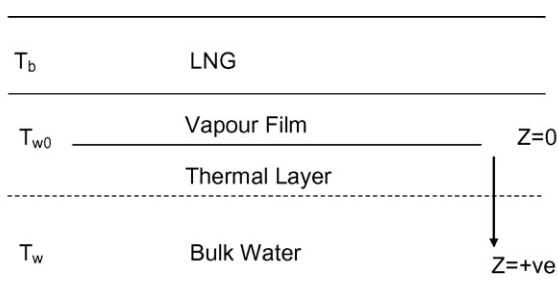 T_b LNG
Vapour Film
T_w0 Z=0
Thermal Layer
T_w Bulk Water
Z=+ve